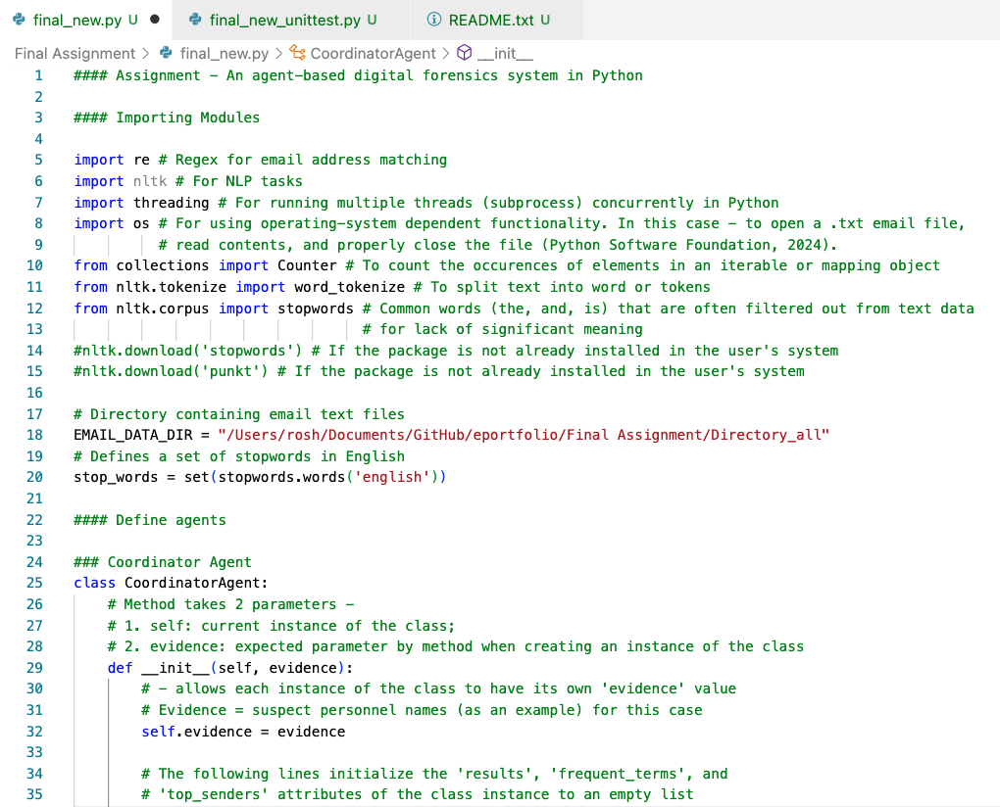 final_new.py U ● final_new_unittest.py U README.txt U
Final Assignment > final_new.py > CoordinatorAgent > __init__
1 #### Assignment - An agent-based digital forensics system in Python
2
3 #### Importing Modules
4
5 import re # Regex for email address matching
6 import nltk # For NLP tasks
7 import threading # For running multiple threads (subprocess) concurrently in Python
8 import os # For using operating-system dependent functionality. In this case - to open a .txt email file,
9 # read contents, and properly close the file (Python Software Foundation, 2024).
10 from collections import Counter # To count the occurences of elements in an iterable or mapping object
11 from nltk.tokenize import word_tokenize # To split text into word or tokens
12 from nltk.corpus import stopwords # Common words (the, and, is) that are often filtered out from text data
13 # for lack of significant meaning
14 #nltk.download('stopwords') # If the package is not already installed in the user's system
15 #nltk.download('punkt') # If the package is not already installed in the user's system
16
17 # Directory containing email text files
18 EMAIL_DATA_DIR = "/Users/rosh/Documents/GitHub/eportfolio/Final Assignment/Directory_all"
19 # Defines a set of stopwords in English
20 stop_words = set(stopwords.words('english'))
21
22 #### Define agents
23
24 ### Coordinator Agent
25 class CoordinatorAgent:
26 # Method takes 2 parameters -
27 # 1. self: current instance of the class;
28 # 2. evidence: expected parameter by method when creating an instance of the class
29 def __init__(self, evidence):
30 # - allows each instance of the class to have its own 'evidence' value
31 # Evidence = suspect personnel names (as an example) for this case
32 self.evidence = evidence
33
34 # The following lines initialize the 'results', 'frequent_terms', and
35 # 'top_senders' attributes of the class instance to an empty list